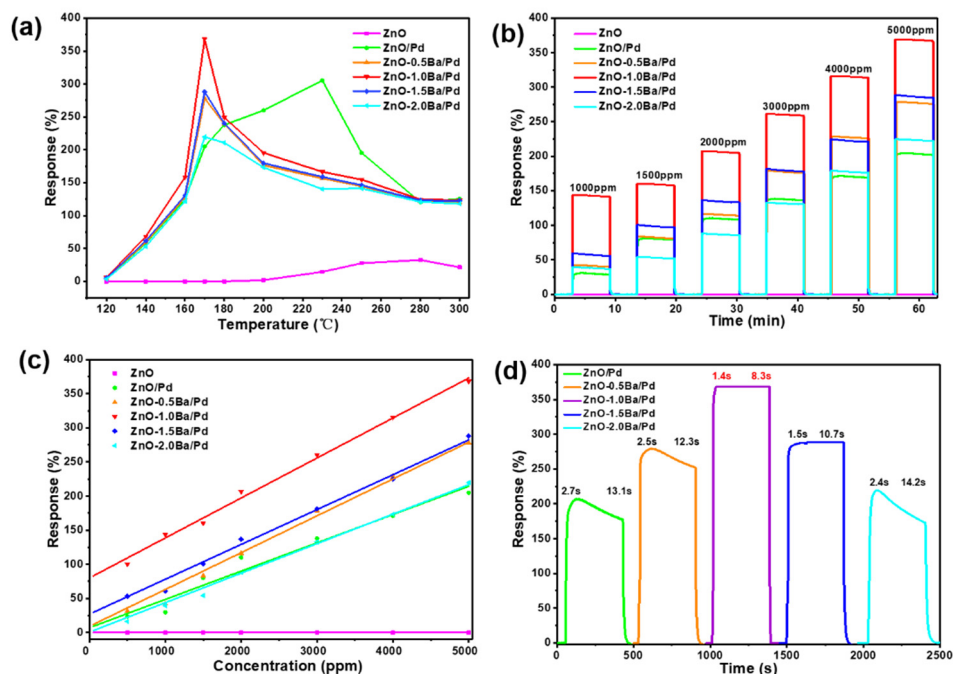 (a)
ZnO
ZnO/Pd
ZnO-0.5Ba/Pd
ZnO-1.0Ba/Pd
ZnO-1.5Ba/Pd
ZnO-2.0Ba/Pd
Response (%)
400
350
300
250
200
150
100
50
0
120 140 160 180 200 220 240 260 280 300
Temperature (℃)
(b)
ZnO
ZnO/Pd
ZnO-0.5Ba/Pd
ZnO-1.0Ba/Pd
ZnO-1.5Ba/Pd
ZnO-2.0Ba/Pd
1000ppm
1500ppm
2000ppm
3000ppm
4000ppm
5000ppm
Response (%)
400
350
300
250
200
150
100
50
0
0 10 20 30 40 50 60
Time (min)
(c)
ZnO
ZnO/Pd
ZnO-0.5Ba/Pd
ZnO-1.0Ba/Pd
ZnO-1.5Ba/Pd
ZnO-2.0Ba/Pd
Response (%)
400
350
300
250
200
150
100
50
0
0 1000 2000 3000 4000 5000
Concentration (ppm)
(d)
ZnO/Pd
ZnO-0.5Ba/Pd
ZnO-1.0Ba/Pd
ZnO-1.5Ba/Pd
ZnO-2.0Ba/Pd
1.4s 8.3s
2.5s 12.3s
1.5s 10.7s
2.7s 13.1s
2.4s 14.2s
Response (%)
400
350
300
250
200
150
100
50
0
0 500 1000 1500 2000 2500
Time (s)